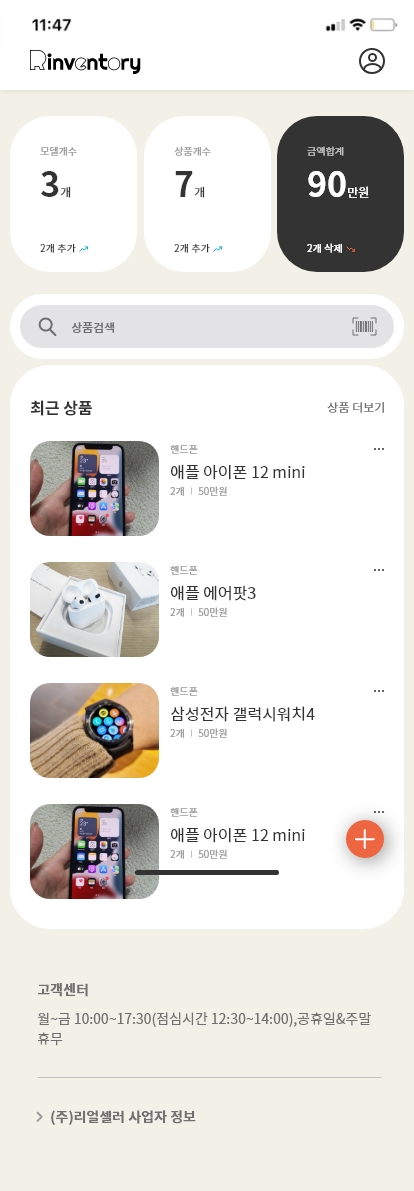 11:47
Rinventory
모델개수
3개
2개 추가
상품개수
7개
2개 추가
금액합계
90만원
2개 삭제
상품검색
최근 상품
상품 더보기
핸드폰
애플 아이폰 12 mini
2개 | 50만원
핸드폰
애플 에어팟3
2개 | 50만원
핸드폰
삼성전자 갤럭시워치4
2개 | 50만원
핸드폰
애플 아이폰 12 mini
2개 | 50만원
고객센터
월~금 10:00~17:30(점심시간 12:30~14:00),공휴일&주말
휴무
(주)리얼셀러 사업자 정보